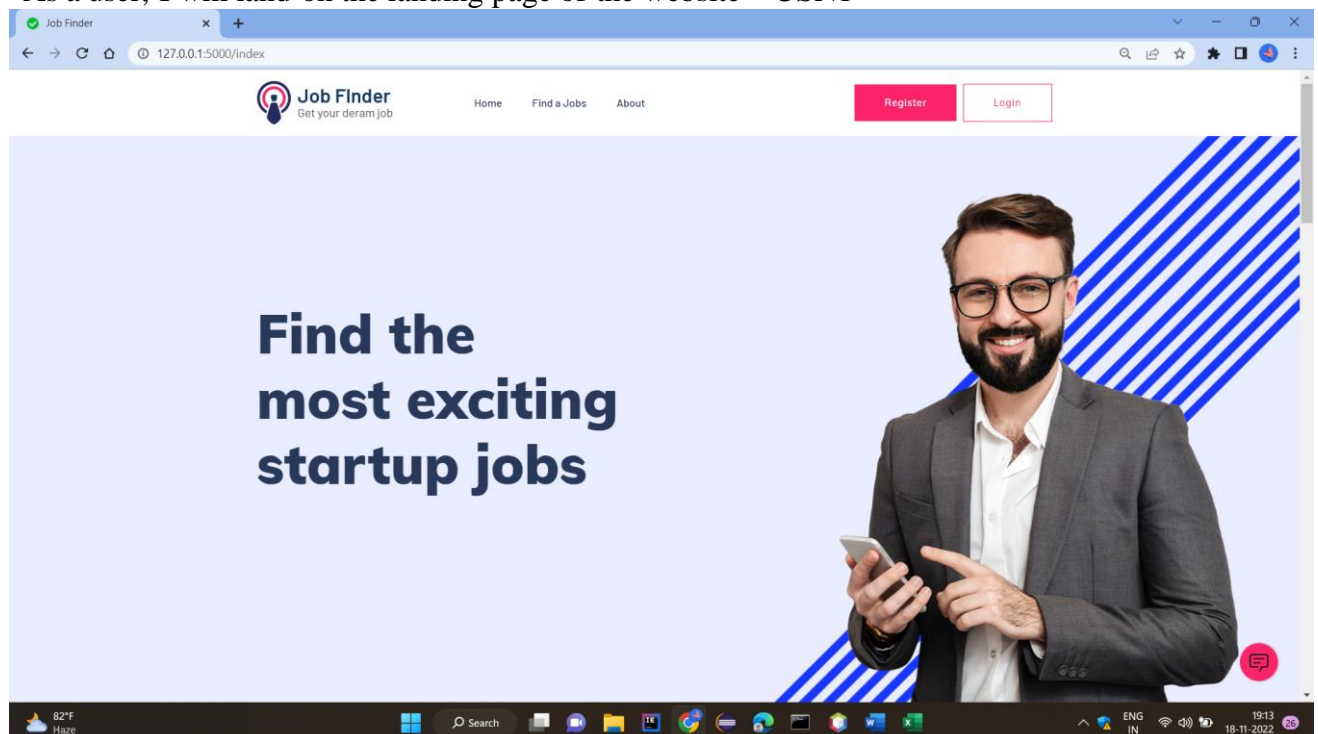 As a user, I will land on the landing page of the website - USN1
Job Finder
127.0.0.1:5000/index
Job FInder
Get your deram job
Home Find a Jobs About
Register Login
Find the
most exciting
startup jobs
82°F
Haze
Search
ENG
IN
19:13
18-11-2022
26